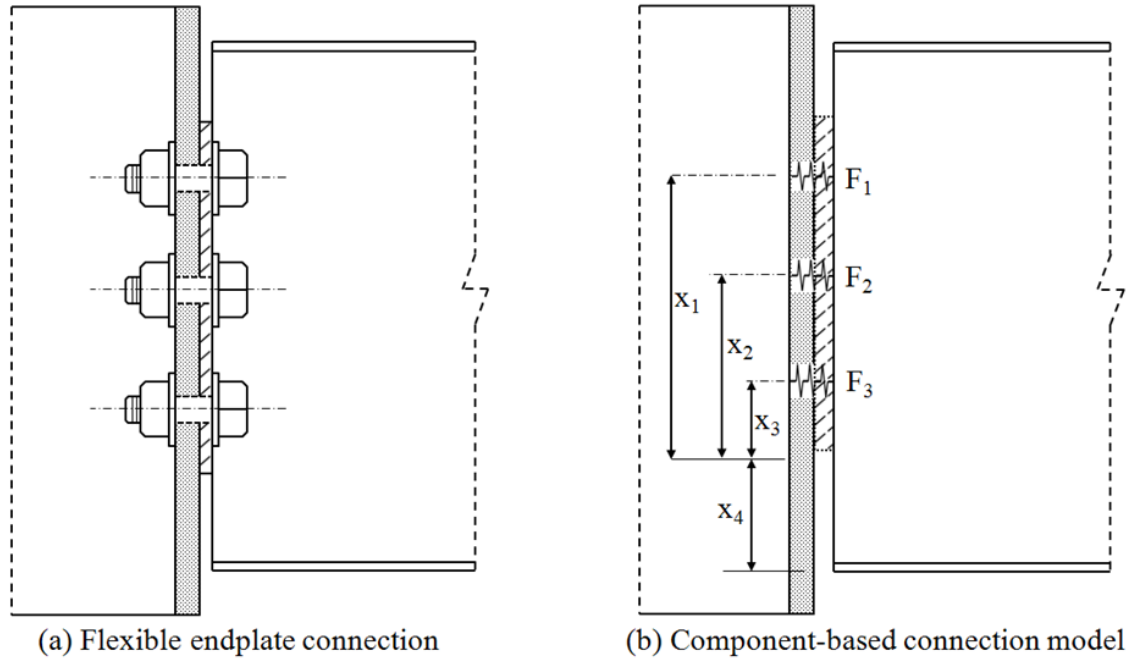 F₁
F₂
F₃
x₁
x₂
x₃
x₄
(a) Flexible endplate connection
(b) Component-based connection model